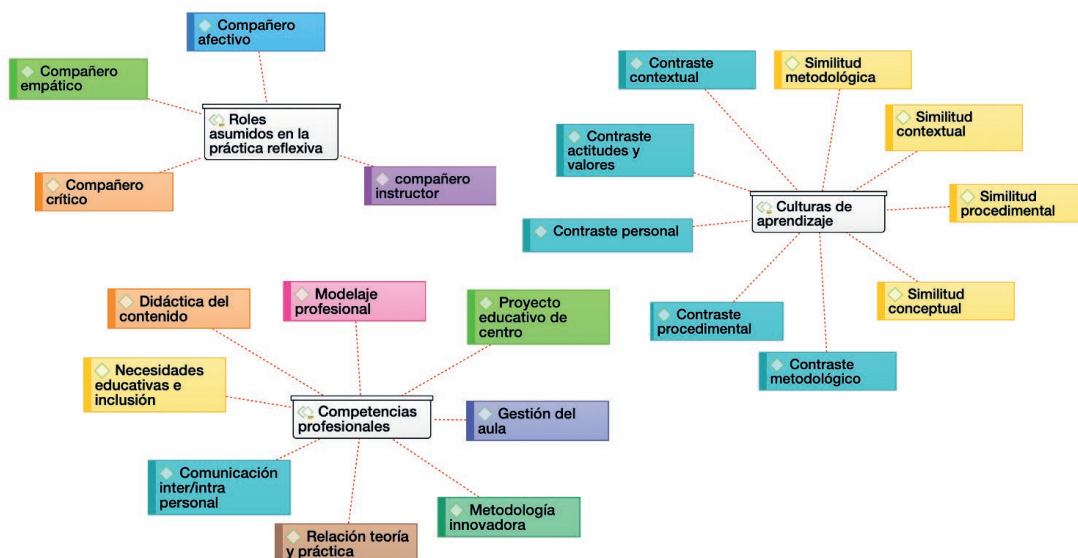 Compañero
afectivo
Compañero
empático
Roles
asumidos en la
práctica reflexiva
Compañero
crítico
compañero
instructor
Contraste
contextual
Similitud
metodológica
Similitud
contextual
Contraste
actitudes y
valores
Similitud
procedimental
Culturas de
aprendizaje
Contraste personal
Contraste
procedimental
Similitud
conceptual
Contraste
metodológico
Didáctica del
contenido
Modelaje
profesional
Proyecto
educativo de
centro
Necesidades
educativas e
inclusión
Competencias
profesionales
Gestión del
aula
Comunicación
inter/intra
personal
Metodología
innovadora
Relación teoría
y práctica